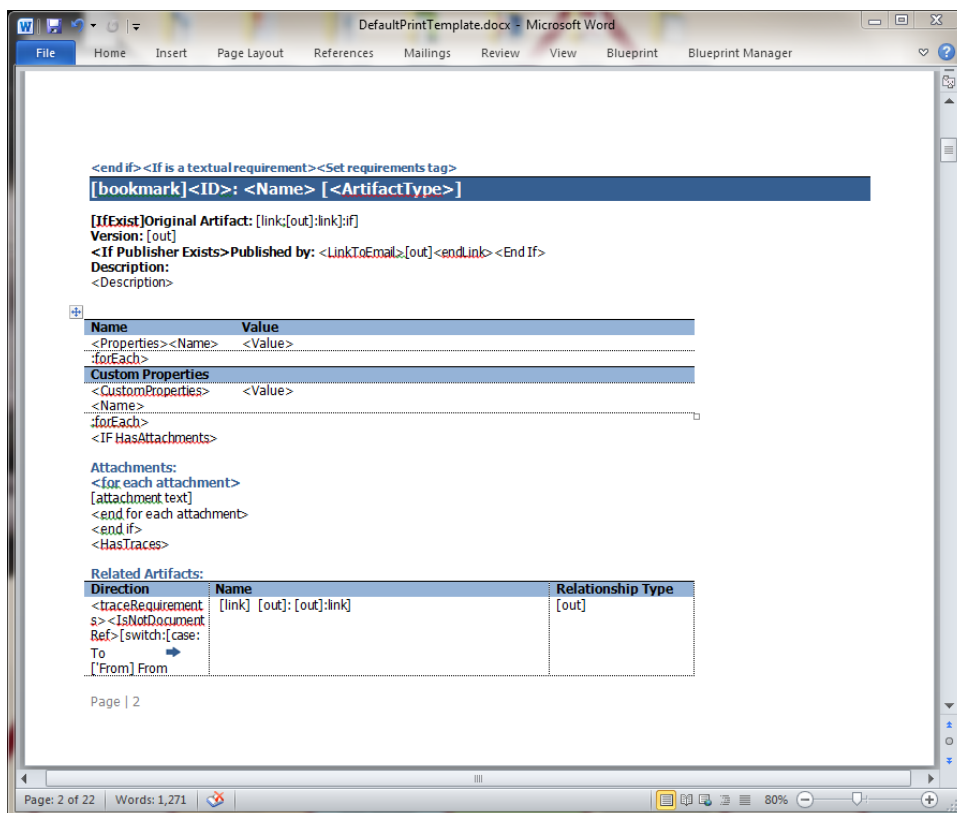 DefaultPrintTemplate.docx - Microsoft Word
File Home Insert Page Layout References Mailings Review View Blueprint Blueprint Manager
<end if><If is a textual requirement><Set requirements tag>
[bookmark]<ID>: <Name> [<ArtifactType>]
[IfExist]Original Artifact: [link;[out]:link]:if]
Version: [out]
<If Publisher Exists>Published by: <LinkToEmail>[out]<endLink><End If>
Description:
<Description>
Name Value
<Properties><Name> <Value>
:forEach>
Custom Properties
<CustomProperties> <Value>
<Name>
:forEach>
<IF HasAttachments>
Attachments:
<for each attachment>
[attachment text]
<end for each attachment>
<end if>
<HasTraces>
Related Artifacts:
Direction Name Relationship Type
<traceRequirement [link] [out]: [out]:link] [out]
s><IsNotDocument
Ref>[switch:[case:
To
['From] From
Page | 2
Page: 2 of 22 Words: 1,271 80%